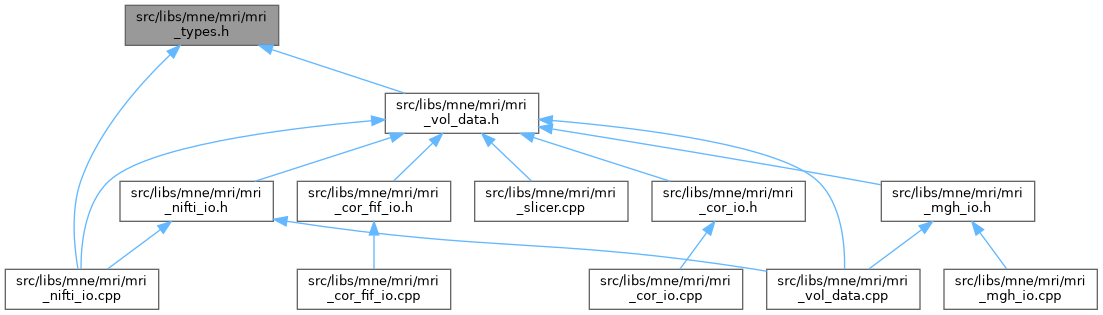 src/libs/mne/mri/mri
_types.h
src/libs/mne/mri/mri
_vol_data.h
src/libs/mne/mri/mri
_nifti_io.h
src/libs/mne/mri/mri
_cor_fif_io.h
src/libs/mne/mri/mri
_slicer.cpp
src/libs/mne/mri/mri
_cor_io.h
src/libs/mne/mri/mri
_mgh_io.h
src/libs/mne/mri/mri
_nifti_io.cpp
src/libs/mne/mri/mri
_cor_fif_io.cpp
src/libs/mne/mri/mri
_cor_io.cpp
src/libs/mne/mri/mri
_vol_data.cpp
src/libs/mne/mri/mri
_mgh_io.cpp